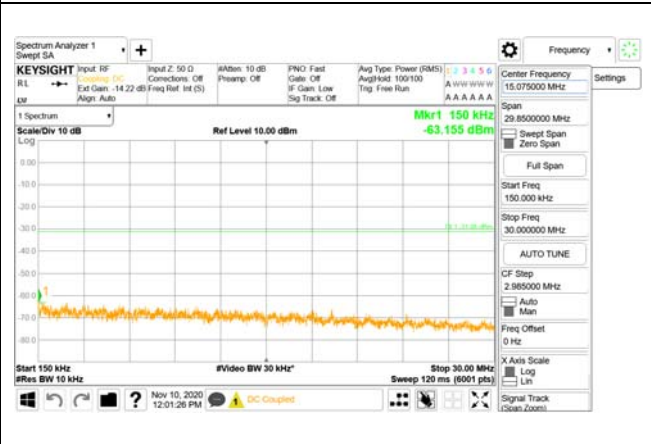 Spectrum Analyzer 1
Swept SA
+
Frequency
KEYSIGHT
RL
Input: RF
Coupling: DC
Ext Gain: -14.22 dB
Align: Auto
Input Z: 50 Ω
Corrections: Off
Freq Ref: Int (S)
#Atten: 10 dB
Preamp: Off
PNO: Fast
Gate: Off
IF Gain: Low
Sig Track: Off
Avg Type: Power (RMS)
Avg|Hold: 100/100
Trig: Free Run
1 2 3 4 5 6
A W W W W W
A A A A A A
1 Spectrum
Scale/Div 10 dB
Ref Level 10.00 dBm
Mkr1 150 kHz
-63.155 dBm
Log
0.00
-10.0
-20.0
-30.0
-40.0
-50.0
-60.0
-70.0
-80.0
1
Start 150 kHz
#Res BW 10 kHz
#Video BW 30 kHz*
Stop 30.00 MHz
Sweep 120 ms (6001 pts)
Nov 10, 2020
12:01:26 PM
DC Coupled
Center Frequency
15.075000 MHz
Settings
Span
29.8500000 MHz
Swept Span
Zero Span
Full Span
Start Freq
150.000 kHz
Stop Freq
30.000000 MHz
AUTO TUNE
CF Step
2.985000 MHz
Auto
Man
Freq Offset
0 Hz
X Axis Scale
Log
Lin
Signal Track
(Span Zoom)